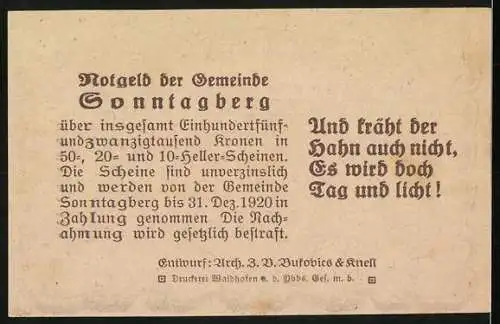 Notgeld der Gemeinde
Sonntagberg
über insgesamt Einhundertfünf-
undzwanzigtausend Kronen in
50-, 20- und 10-Heller-Scheinen.
Die Scheine sind unverzinslich
und werden von der Gemeinde
Sonntagberg bis 31. Dez. 1920 in
Zahlung genommen. Die Nach-
ahmung wird gesetzlich bestraft.
Und kräht der
Hahn auch nicht,
Es wird doch
Tag und licht!
Entwurf: Arch. J. V. Bukovics & Knell
Druckerei Waidhofen a. d. Ybbs, Ges. m. b.